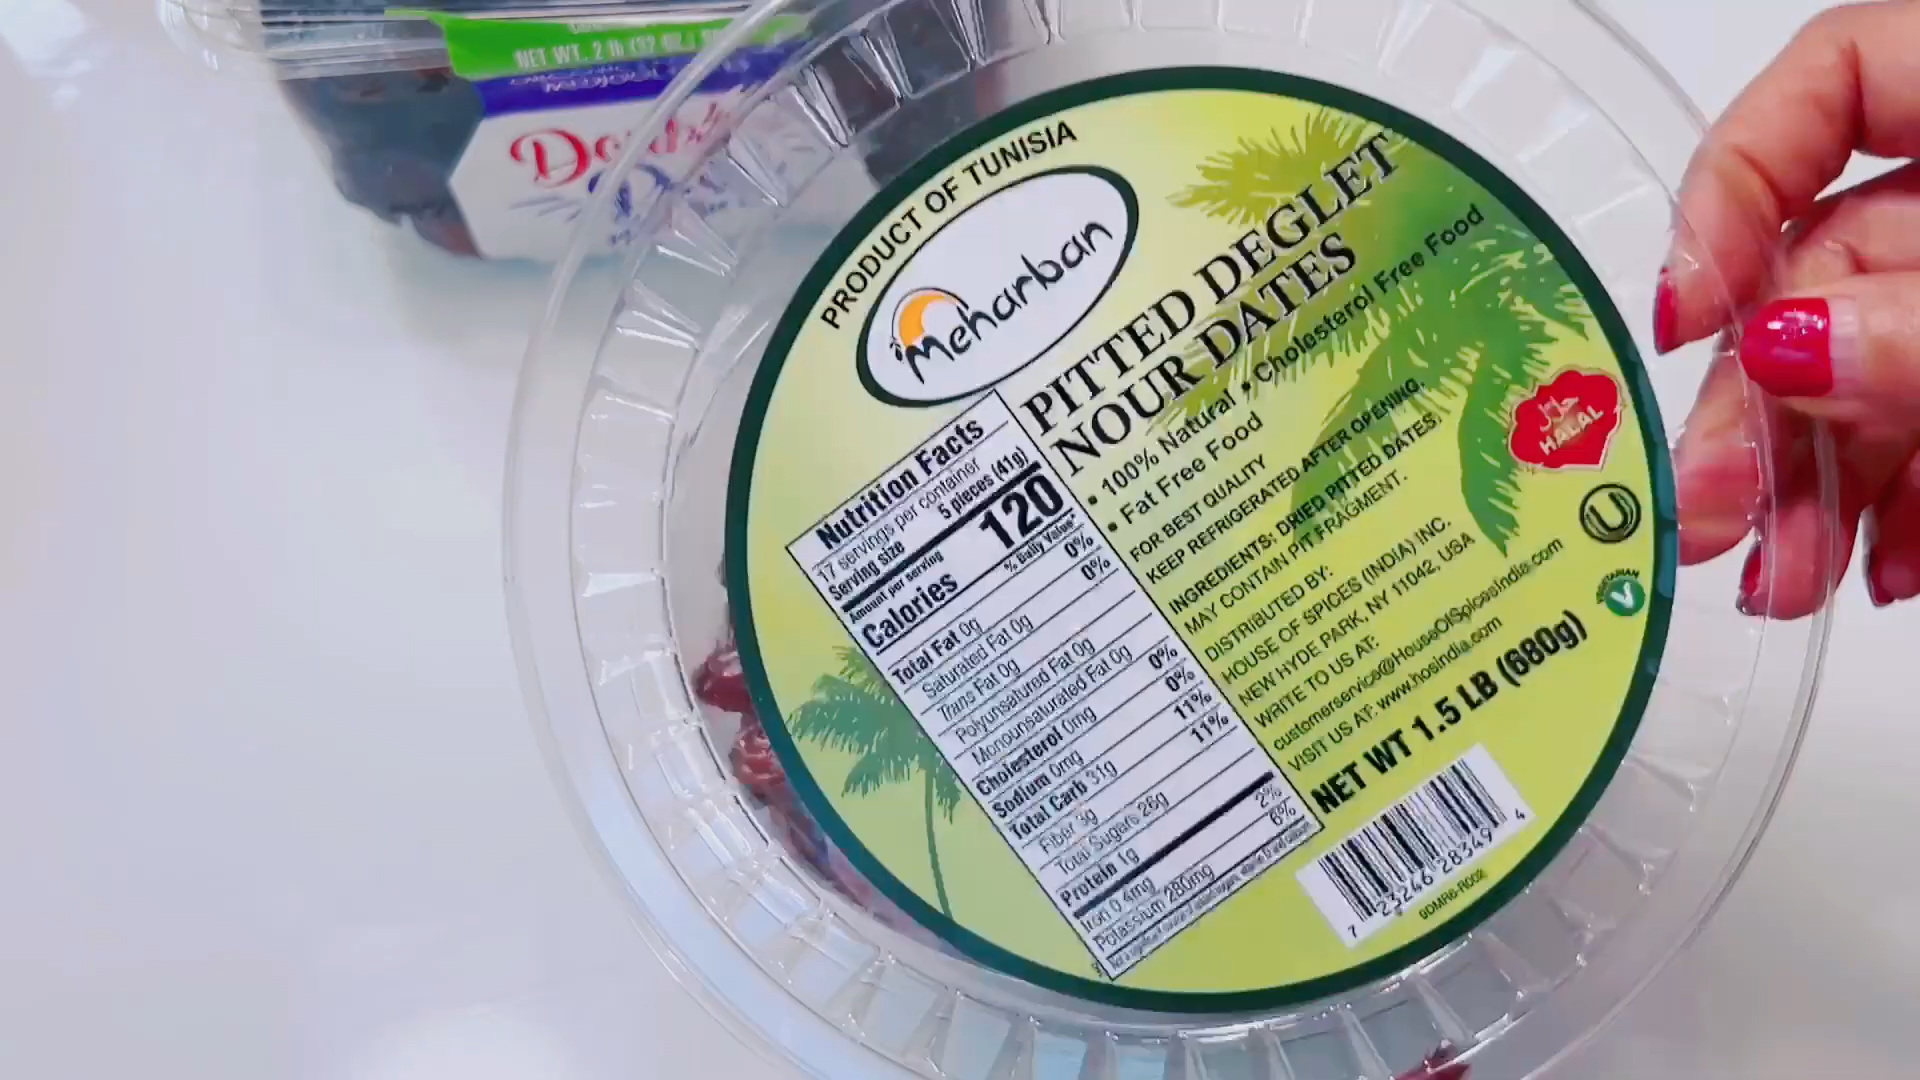 NET WT. 2 lb (32 OZ.)
PRODUCT OF TUNISIA
Meharban
PITTED DEGLET
NOUR DATES
• 100% Natural • Cholesterol Free Food
• Fat Free Food
FOR BEST QUALITY
KEEP REFRIGERATED AFTER OPENING.
INGREDIENTS: DRIED PITTED DATES.
MAY CONTAIN PIT FRAGMENT.
DISTRIBUTED BY:
HOUSE OF SPICES (INDIA) INC.
NEW HYDE PARK, NY 11042, USA
WRITE TO US AT:
customerservice@HouseOfSpicesIndia.com
VISIT US AT: www.hosindia.com
NET WT 1.5 LB (680g)
حلال
HALAL
U
VEGETARIAN
V
Nutrition Facts
17 servings per container
Serving size 5 pieces (41g)
Amount per serving
Calories 120
% Daily Value*
Total Fat 0g 0%
Saturated Fat 0g 0%
Trans Fat 0g
Polyunsatured Fat 0g
Monounsaturated Fat 0g
Cholesterol 0mg 0%
Sodium 0mg 0%
Total Carb 31g 11%
Fiber 3g 11%
Total Sugars 26g
Protein 1g
Iron 0.4mg 2%
Potassium 280mg 6%
7 23246 28349 4